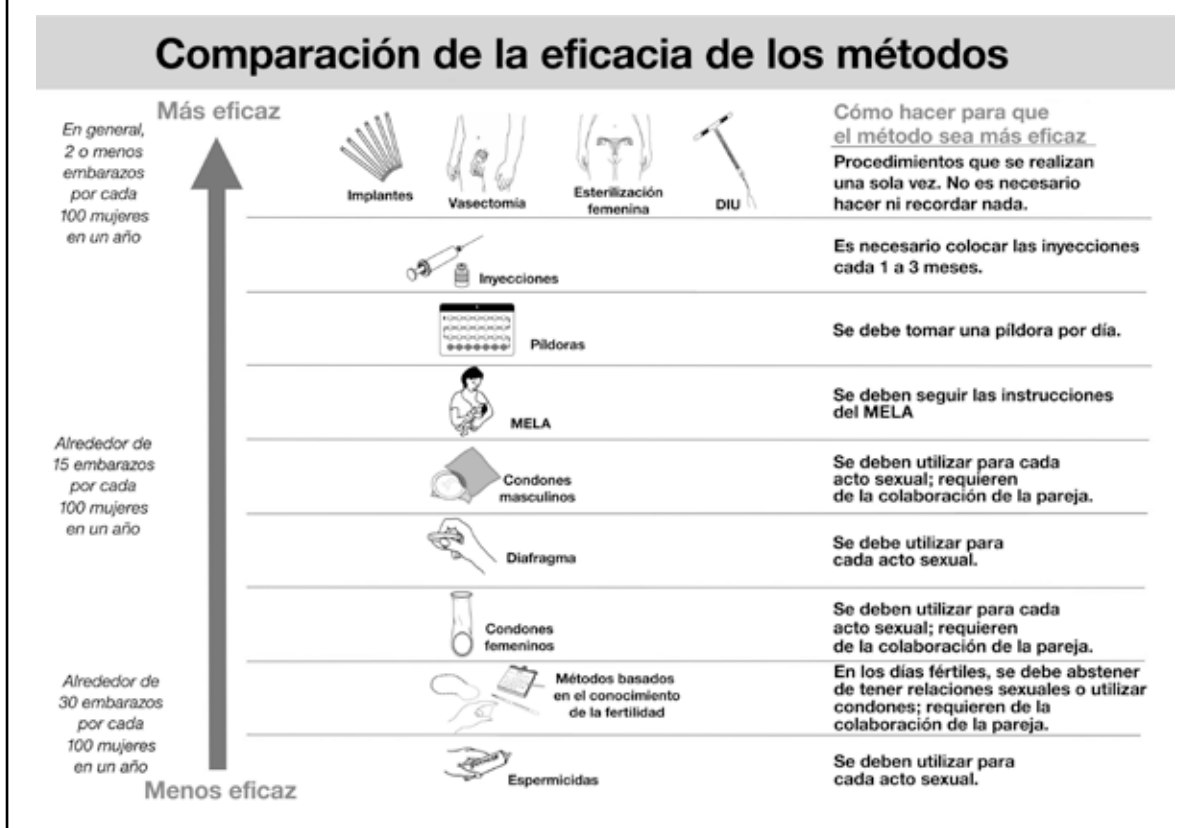 Comparación de la eficacia de los métodos
Más eficaz
En general,
2 o menos
embarazos
por cada
100 mujeres
en un año
Implantes
Vasectomía
Esterilización
femenina
DIU
Cómo hacer para que
el método sea más eficaz
Procedimientos que se realizan
una sola vez. No es necesario
hacer ni recordar nada.
Inyecciones
Es necesario colocar las inyecciones
cada 1 a 3 meses.
Píldoras
Se debe tomar una píldora por día.
MELA
Se deben seguir las instrucciones
del MELA
Alrededor de
15 embarazos
por cada
100 mujeres
en un año
Condones
masculinos
Se deben utilizar para cada
acto sexual; requieren
de la colaboración de la pareja.
Diafragma
Se debe utilizar para
cada acto sexual.
Condones
femeninos
Se deben utilizar para cada
acto sexual; requieren
de la colaboración de la pareja.
Alrededor de
30 embarazos
por cada
100 mujeres
en un año
Métodos basados
en el conocimiento
de la fertilidad
En los días fértiles, se debe abstener
de tener relaciones sexuales o utilizar
condones; requieren de la
colaboración de la pareja.
Espermicidas
Se deben utilizar para
cada acto sexual.
Menos eficaz